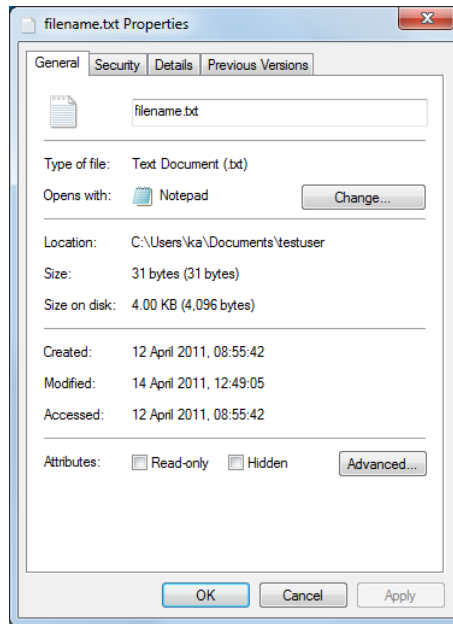 filename.txt Properties
General Security Details Previous Versions
filename.txt
Type of file: Text Document (.txt)
Opens with: Notepad Change...
Location: C:\Users\ka\Documents\testuser
Size: 31 bytes (31 bytes)
Size on disk: 4.00 KB (4,096 bytes)
Created: 12 April 2011, 08:55:42
Modified: 14 April 2011, 12:49:05
Accessed: 12 April 2011, 08:55:42
Attributes: Read-only Hidden Advanced...
OK Cancel Apply